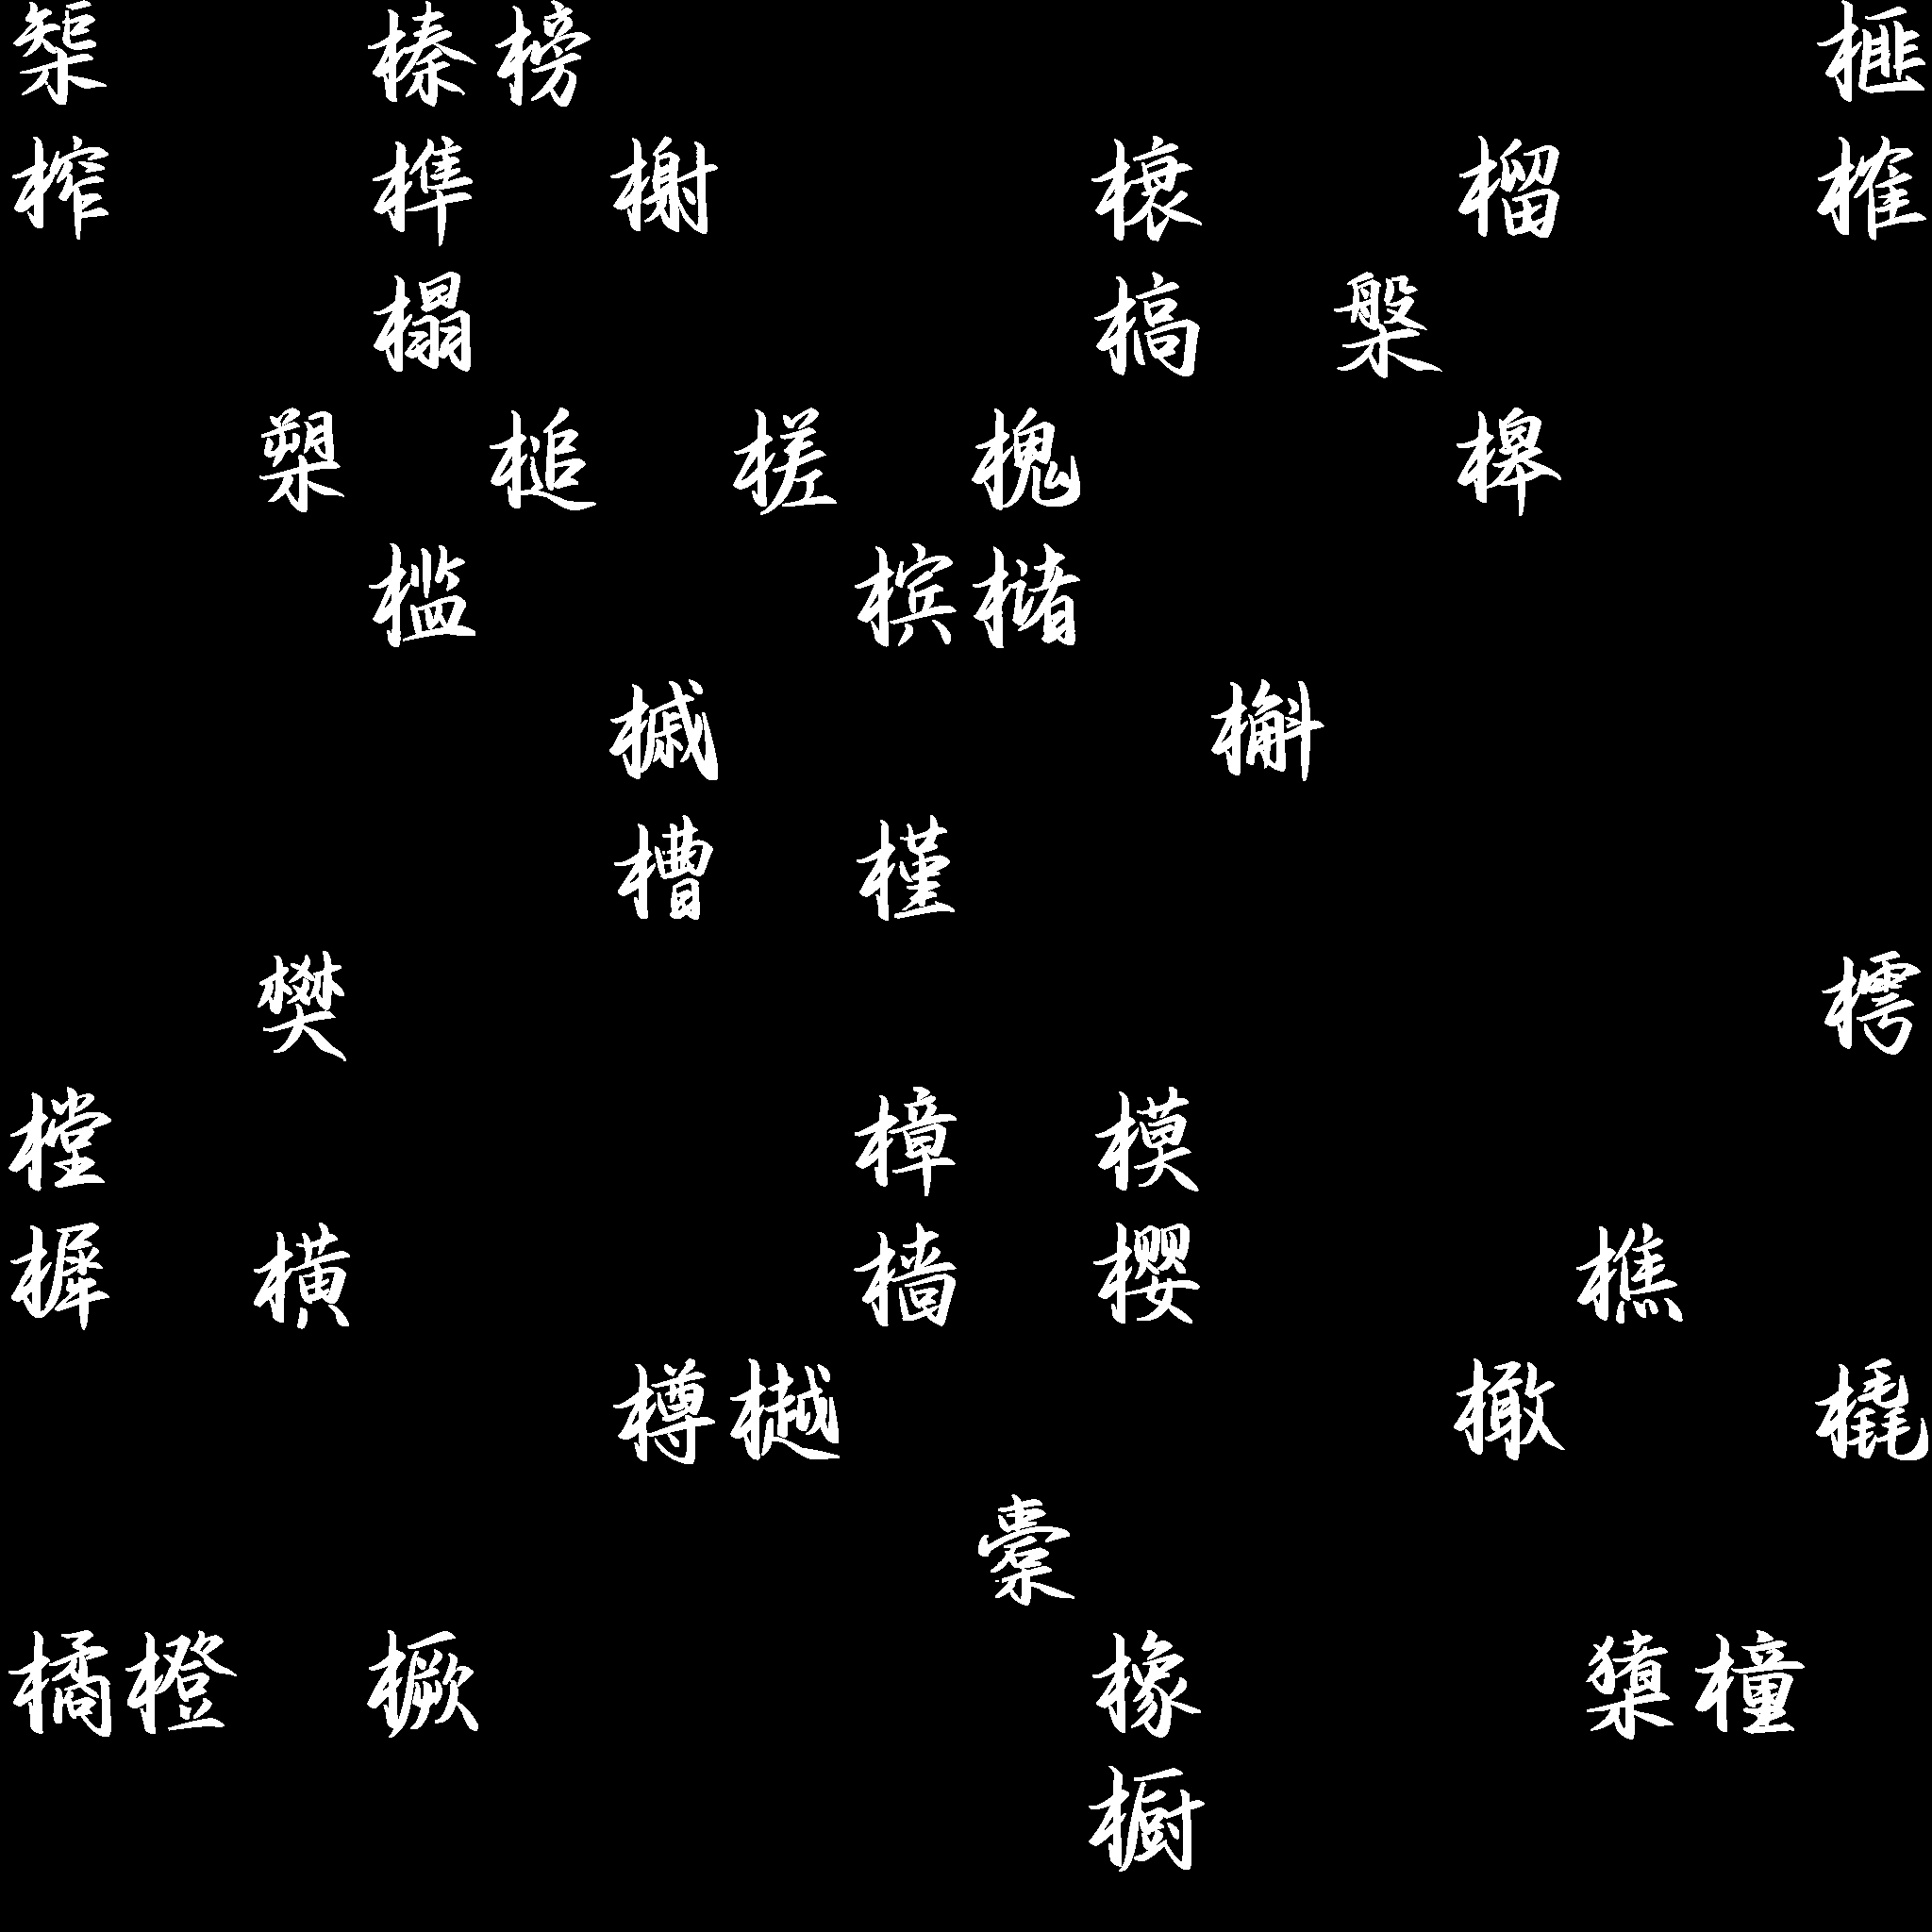 榘榛榜榧
榨榫榭榱榴榷
榻槁槃
槊槌槎槐槔
槛槟槠
槭槲
槽槿
樊樗
樘樟模
樨横樯樱樵
樽樾橄橇
橐
橘橙橛橡橥橦
橱